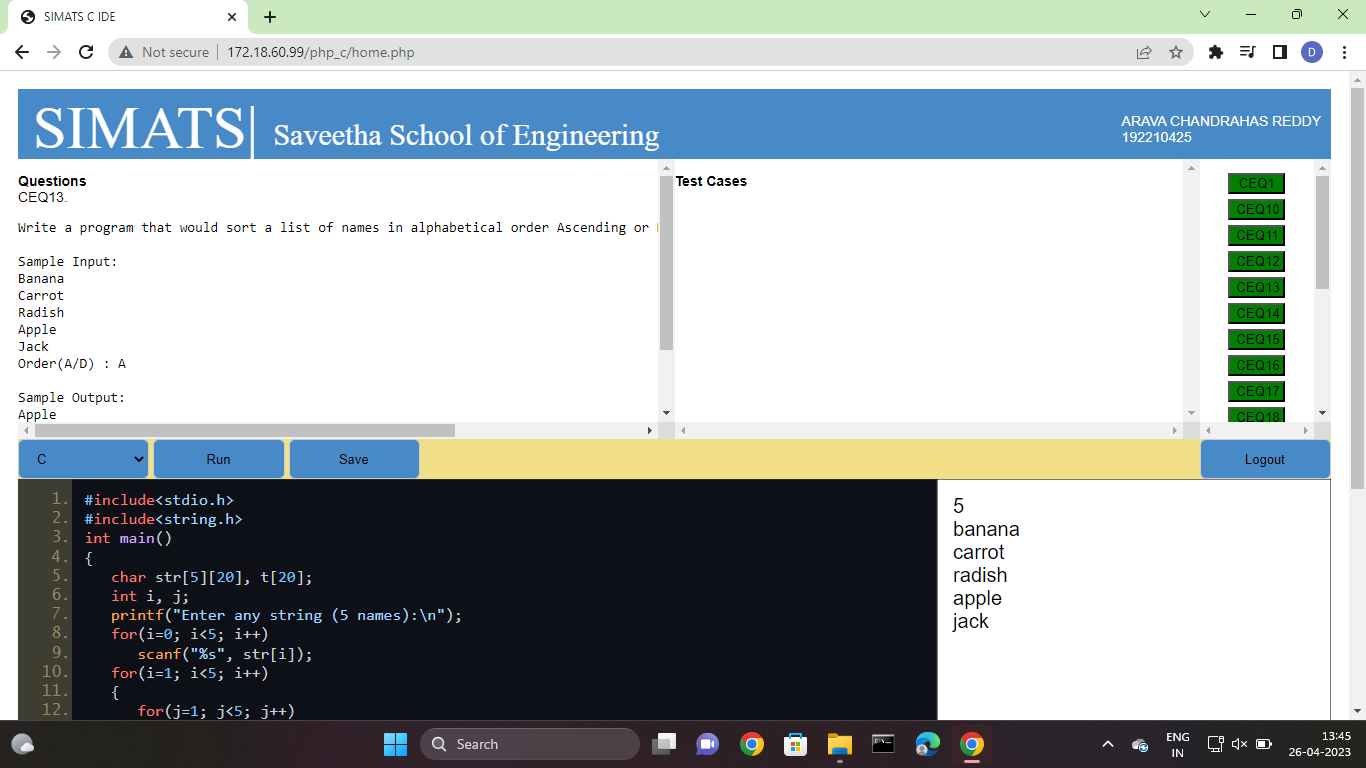 SIMATS C IDE
Not secure | 172.18.60.99/php_c/home.php
D
SIMATS| Saveetha School of Engineering
ARAVA CHANDRAHAS REDDY
192210425
Questions
CEQ13.
Write a program that would sort a list of names in alphabetical order Ascending or
Sample Input:
Banana
Carrot
Radish
Apple
Jack
Order(A/D) : A
Sample Output:
Apple
Test Cases
CEQ1
CEQ10
CEQ11
CEQ12
CEQ13
CEQ14
CEQ15
CEQ16
CEQ17
CEQ18
C
Run
Save
Logout
1. #include<stdio.h>
2. #include<string.h>
3. int main()
4. {
5. char str[5][20], t[20];
6. int i, j;
7. printf("Enter any string (5 names):\n");
8. for(i=0; i<5; i++)
9. scanf("%s", str[i]);
10. for(i=1; i<5; i++)
11. {
12. for(j=1; j<5; j++)
5
banana
carrot
radish
apple
jack
Search
ENG
IN
13:45
26-04-2023